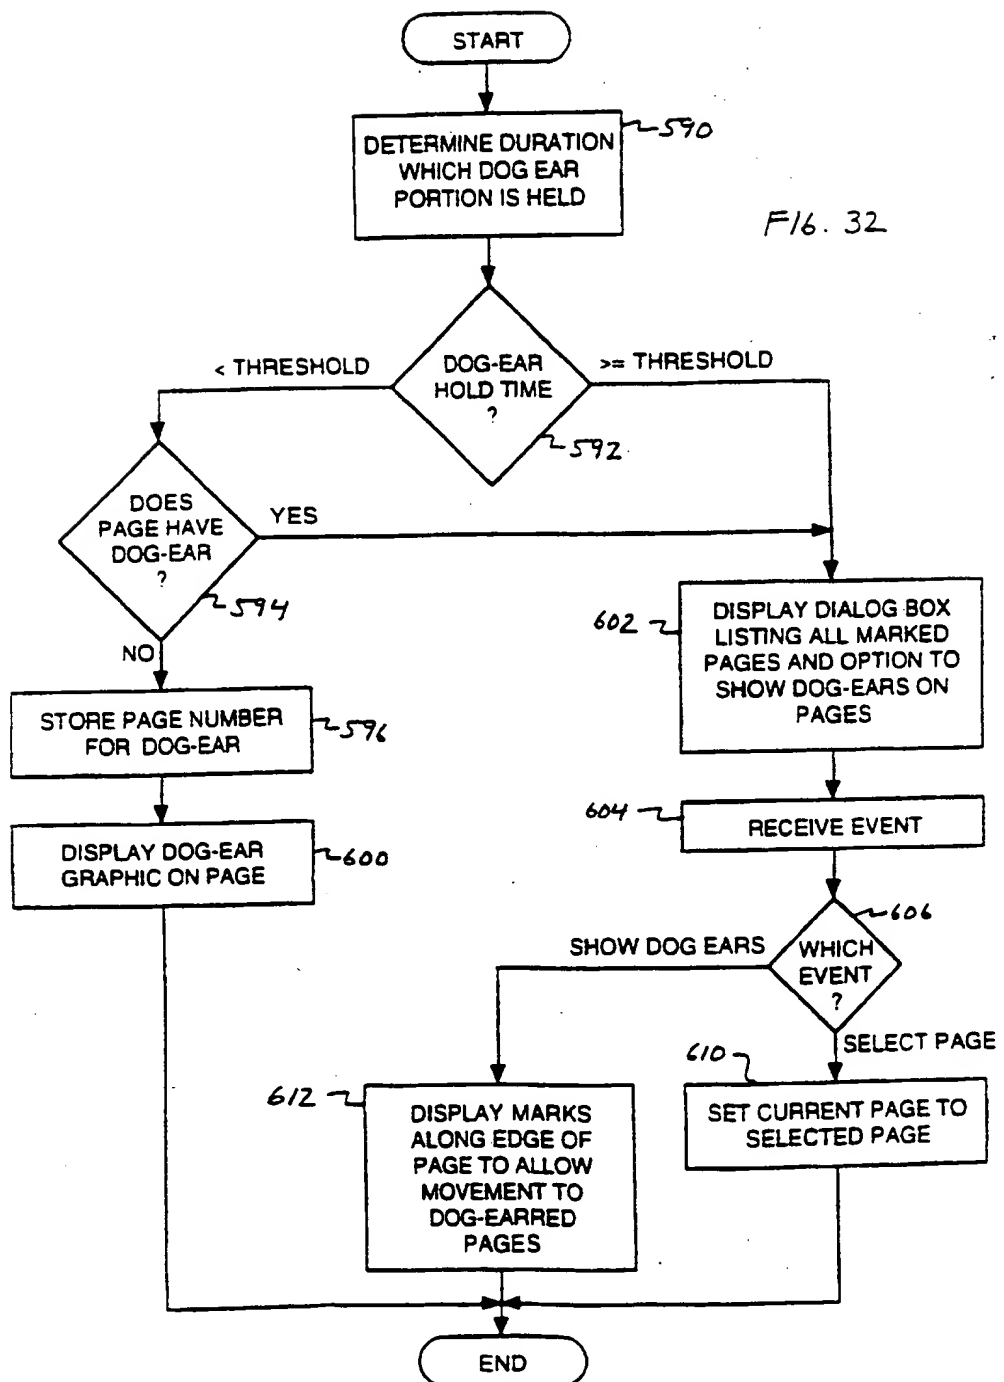 START
DETERMINE DURATION
WHICH DOG EAR
PORTION IS HELD
590
FIG. 32
DOG-EAR
HOLD TIME
?
592
< THRESHOLD
>= THRESHOLD
DOES
PAGE HAVE
DOG-EAR
?
594
YES
NO
STORE PAGE NUMBER
FOR DOG-EAR
596
DISPLAY DOG-EAR
GRAPHIC ON PAGE
600
602
DISPLAY DIALOG BOX
LISTING ALL MARKED
PAGES AND OPTION TO
SHOW DOG-EARS ON
PAGES
604
RECEIVE EVENT
606
WHICH
EVENT
?
SHOW DOG EARS
SELECT PAGE
610
SET CURRENT PAGE TO
SELECTED PAGE
612
DISPLAY MARKS
ALONG EDGE OF
PAGE TO ALLOW
MOVEMENT TO
DOG-EARRED
PAGES
END